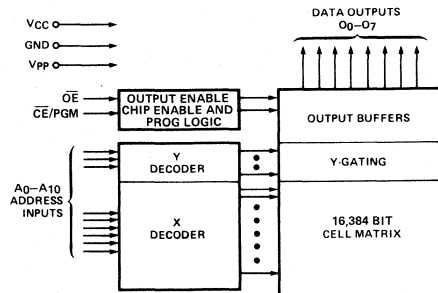 VCC
GND
VPP
DATA OUTPUTS
O0–O7
OE
CE/PGM
OUTPUT ENABLE
CHIP ENABLE AND
PROG LOGIC
OUTPUT BUFFERS
Y
DECODER
Y-GATING
A0–A10
ADDRESS
INPUTS
X
DECODER
16,384 BIT
CELL MATRIX